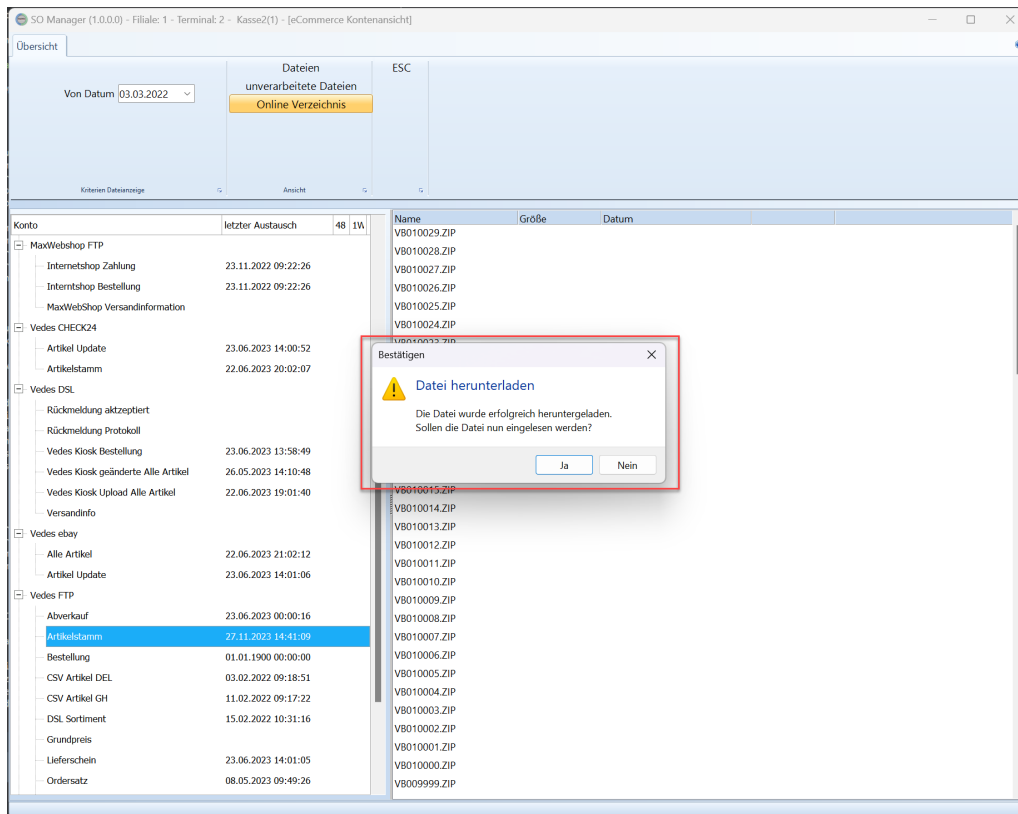 SO Manager (1.0.0.0) - Filiale: 1 - Terminal: 2 - Kasse2(1) - [eCommerce Kontenansicht]
Übersicht
Von Datum 03.03.2022
Kriterien Dateianzeige
Dateien
unverarbeitete Dateien
Online Verzeichnis
Ansicht
ESC
Konto letzter Austausch 48 1W
MaxWebshop FTP
Internetshop Zahlung 23.11.2022 09:22:26
Interntshop Bestellung 23.11.2022 09:22:26
MaxWebShop Versandinformation
Vedes CHECK24
Artikel Update 23.06.2023 14:00:52
Artikelstamm 22.06.2023 20:02:07
Vedes DSL
Rückmeldung aktzeptiert
Rückmeldung Protokoll
Vedes Kiosk Bestellung 23.06.2023 13:58:49
Vedes Kiosk geänderte Alle Artikel 26.05.2023 14:10:48
Vedes Kiosk Upload Alle Artikel 22.06.2023 19:01:40
Versandinfo
Vedes ebay
Alle Artikel 22.06.2023 21:02:12
Artikel Update 23.06.2023 14:01:06
Vedes FTP
Abverkauf 23.06.2023 00:00:16
Artikelstamm 27.11.2023 14:41:09
Bestellung 01.01.1900 00:00:00
CSV Artikel DEL 03.02.2022 09:18:51
CSV Artikel GH 11.02.2022 09:17:22
DSL Sortiment 15.02.2022 10:31:16
Grundpreis
Lieferschein 23.06.2023 14:01:05
Ordersatz 08.05.2023 09:49:26
Name Größe Datum
VB010029.ZIP
VB010028.ZIP
VB010027.ZIP
VB010026.ZIP
VB010025.ZIP
VB010024.ZIP
VB010023.ZIP
Bestätigen
Datei herunterladen
Die Datei wurde erfolgreich heruntergeladen.
Sollen die Datei nun eingelesen werden?
Ja Nein
VB010015.ZIP
VB010014.ZIP
VB010013.ZIP
VB010012.ZIP
VB010011.ZIP
VB010010.ZIP
VB010009.ZIP
VB010008.ZIP
VB010007.ZIP
VB010006.ZIP
VB010005.ZIP
VB010004.ZIP
VB010003.ZIP
VB010002.ZIP
VB010001.ZIP
VB010000.ZIP
VB009999.ZIP